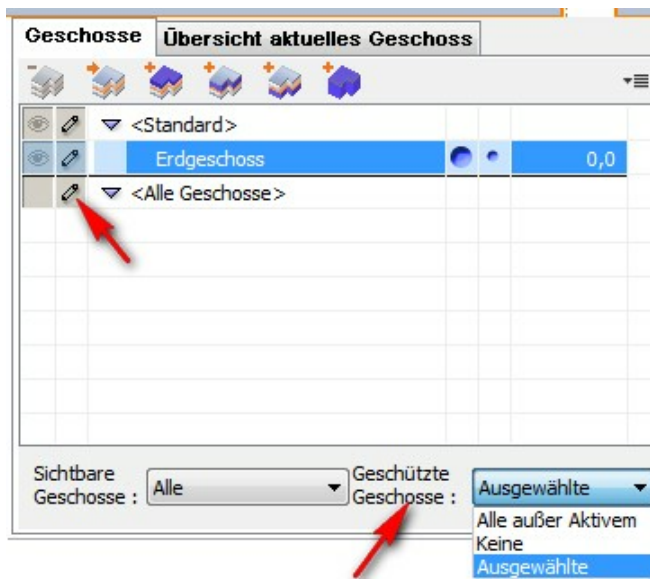 Geschosse Übersicht aktuelles Geschoss
<Standard>
Erdgeschoss 0,0
<Alle Geschosse>
Sichtbare
Geschosse : Alle
Geschützte
Geschosse : Ausgewählte
Alle außer Aktivem
Keine
Ausgewählte